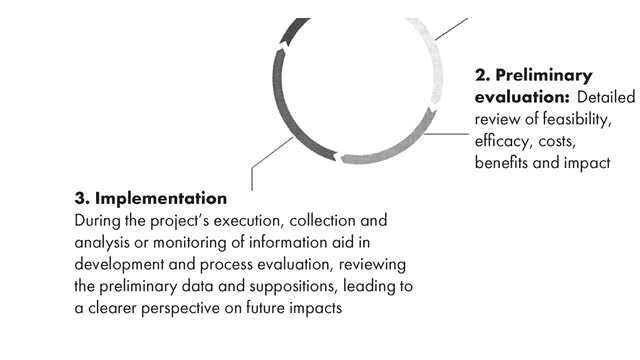 2. Preliminary
evaluation: Detailed
review of feasibility,
efficacy, costs,
benefits and impact
3. Implementation
During the project’s execution, collection and
analysis or monitoring of information aid in
development and process evaluation, reviewing
the preliminary data and suppositions, leading to
a clearer perspective on future impacts